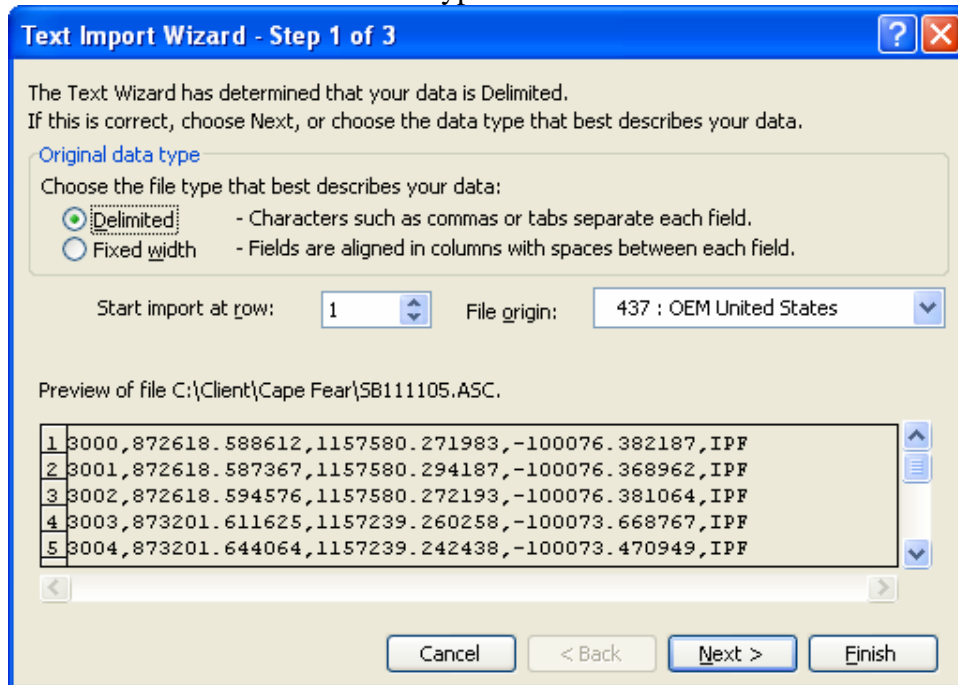 Text Import Wizard - Step 1 of 3
The Text Wizard has determined that your data is Delimited.
If this is correct, choose Next, or choose the data type that best describes your data.
Original data type
Choose the file type that best describes your data:
Delimited - Characters such as commas or tabs separate each field.
Fixed width - Fields are aligned in columns with spaces between each field.
Start import at row: 1 File origin: 437 : OEM United States
Preview of file C:\Client\Cape Fear\SB111105.ASC.
1 3000,872618.588612,1157580.271983,-100076.382187,IPF
2 3001,872618.587367,1157580.294187,-100076.368962,IPF
3 3002,872618.594576,1157580.272193,-100076.381064,IPF
4 3003,873201.611625,1157239.260258,-100073.668767,IPF
5 3004,873201.644064,1157239.242438,-100073.470949,IPF
Cancel < Back Next > Finish